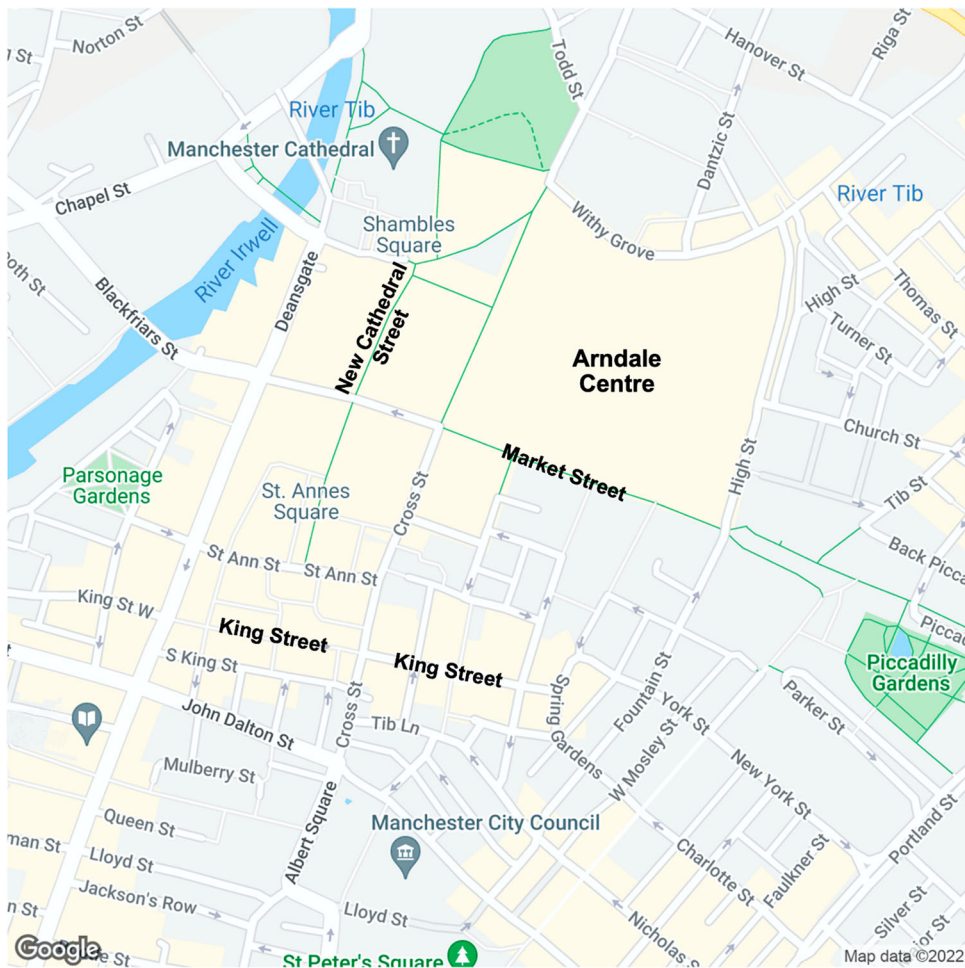 Norton St
Todd St
Hanover St
Riga St
River Tib
Manchester Cathedral
Dantzic St
Chapel St
River Tib
Shambles
Square
Withy Grove
River Irwell
Deansgate
New Cathedral
Street
High St
Thomas St
Turner St
Blackfriars St
Arndale
Centre
Church St
High St
Market Street
Parsonage
Gardens
St. Annes
Square
Cross St
Tib St
St Ann St
St Ann St
Back Picca
King St W
King Street
Picca
S King St
King Street
Piccadilly
Gardens
Spring Gardens
Fountain St
York St
Parker St
John Dalton St
Cross St
Tib Ln
W Mosley St
New York St
Mulberry St
Queen St
Albert Square
Manchester City Council
Portland St
Lloyd St
Charlotte St
Faulkner St
Jackson's Row
Lloyd St
Nicholas S
Silver St
St Peter's Square
Google
Map data ©2022